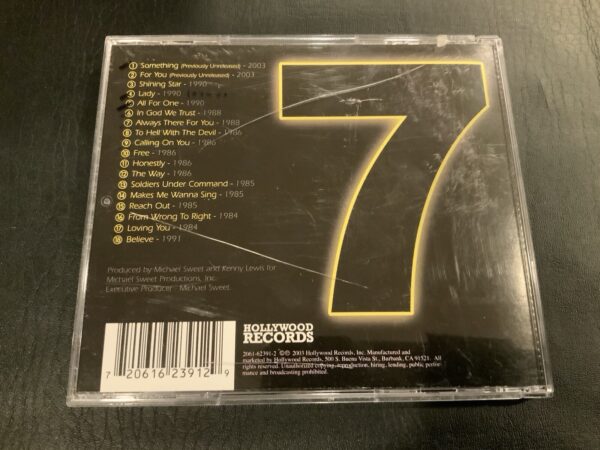 1 Something (Previously Unreleased) - 2003
2 For You (Previously Unreleased) - 2003
3 Shining Star - 1990
4 Lady - 1990
5 All For One - 1990
6 In God We Trust - 1988
7 Always There For You - 1988
8 To Hell With The Devil - 1986
9 Calling On You - 1986
10 Free - 1986
11 Honestly - 1986
12 The Way - 1986
13 Soldiers Under Command - 1985
14 Makes Me Wanna Sing - 1985
15 Reach Out - 1985
16 From Wrong To Right - 1984
17 Loving You - 1984
18 Believe - 1991
7
Produced by Michael Sweet and Kenny Lewis for
Michael Sweet Productions, Inc.
Executive Producer Michael Sweet
HOLLYWOOD
RECORDS
2061-62391-2 ©℗ 2003 Hollywood Records, Inc. Manufactured and
marketed by Hollywood Records, 500 S. Buena Vista St., Burbank, CA 91521. All
rights reserved. Unauthorized copying, reproduction, hiring, lending, public perfor-
mance and broadcasting prohibited.
7 20616 23912 9